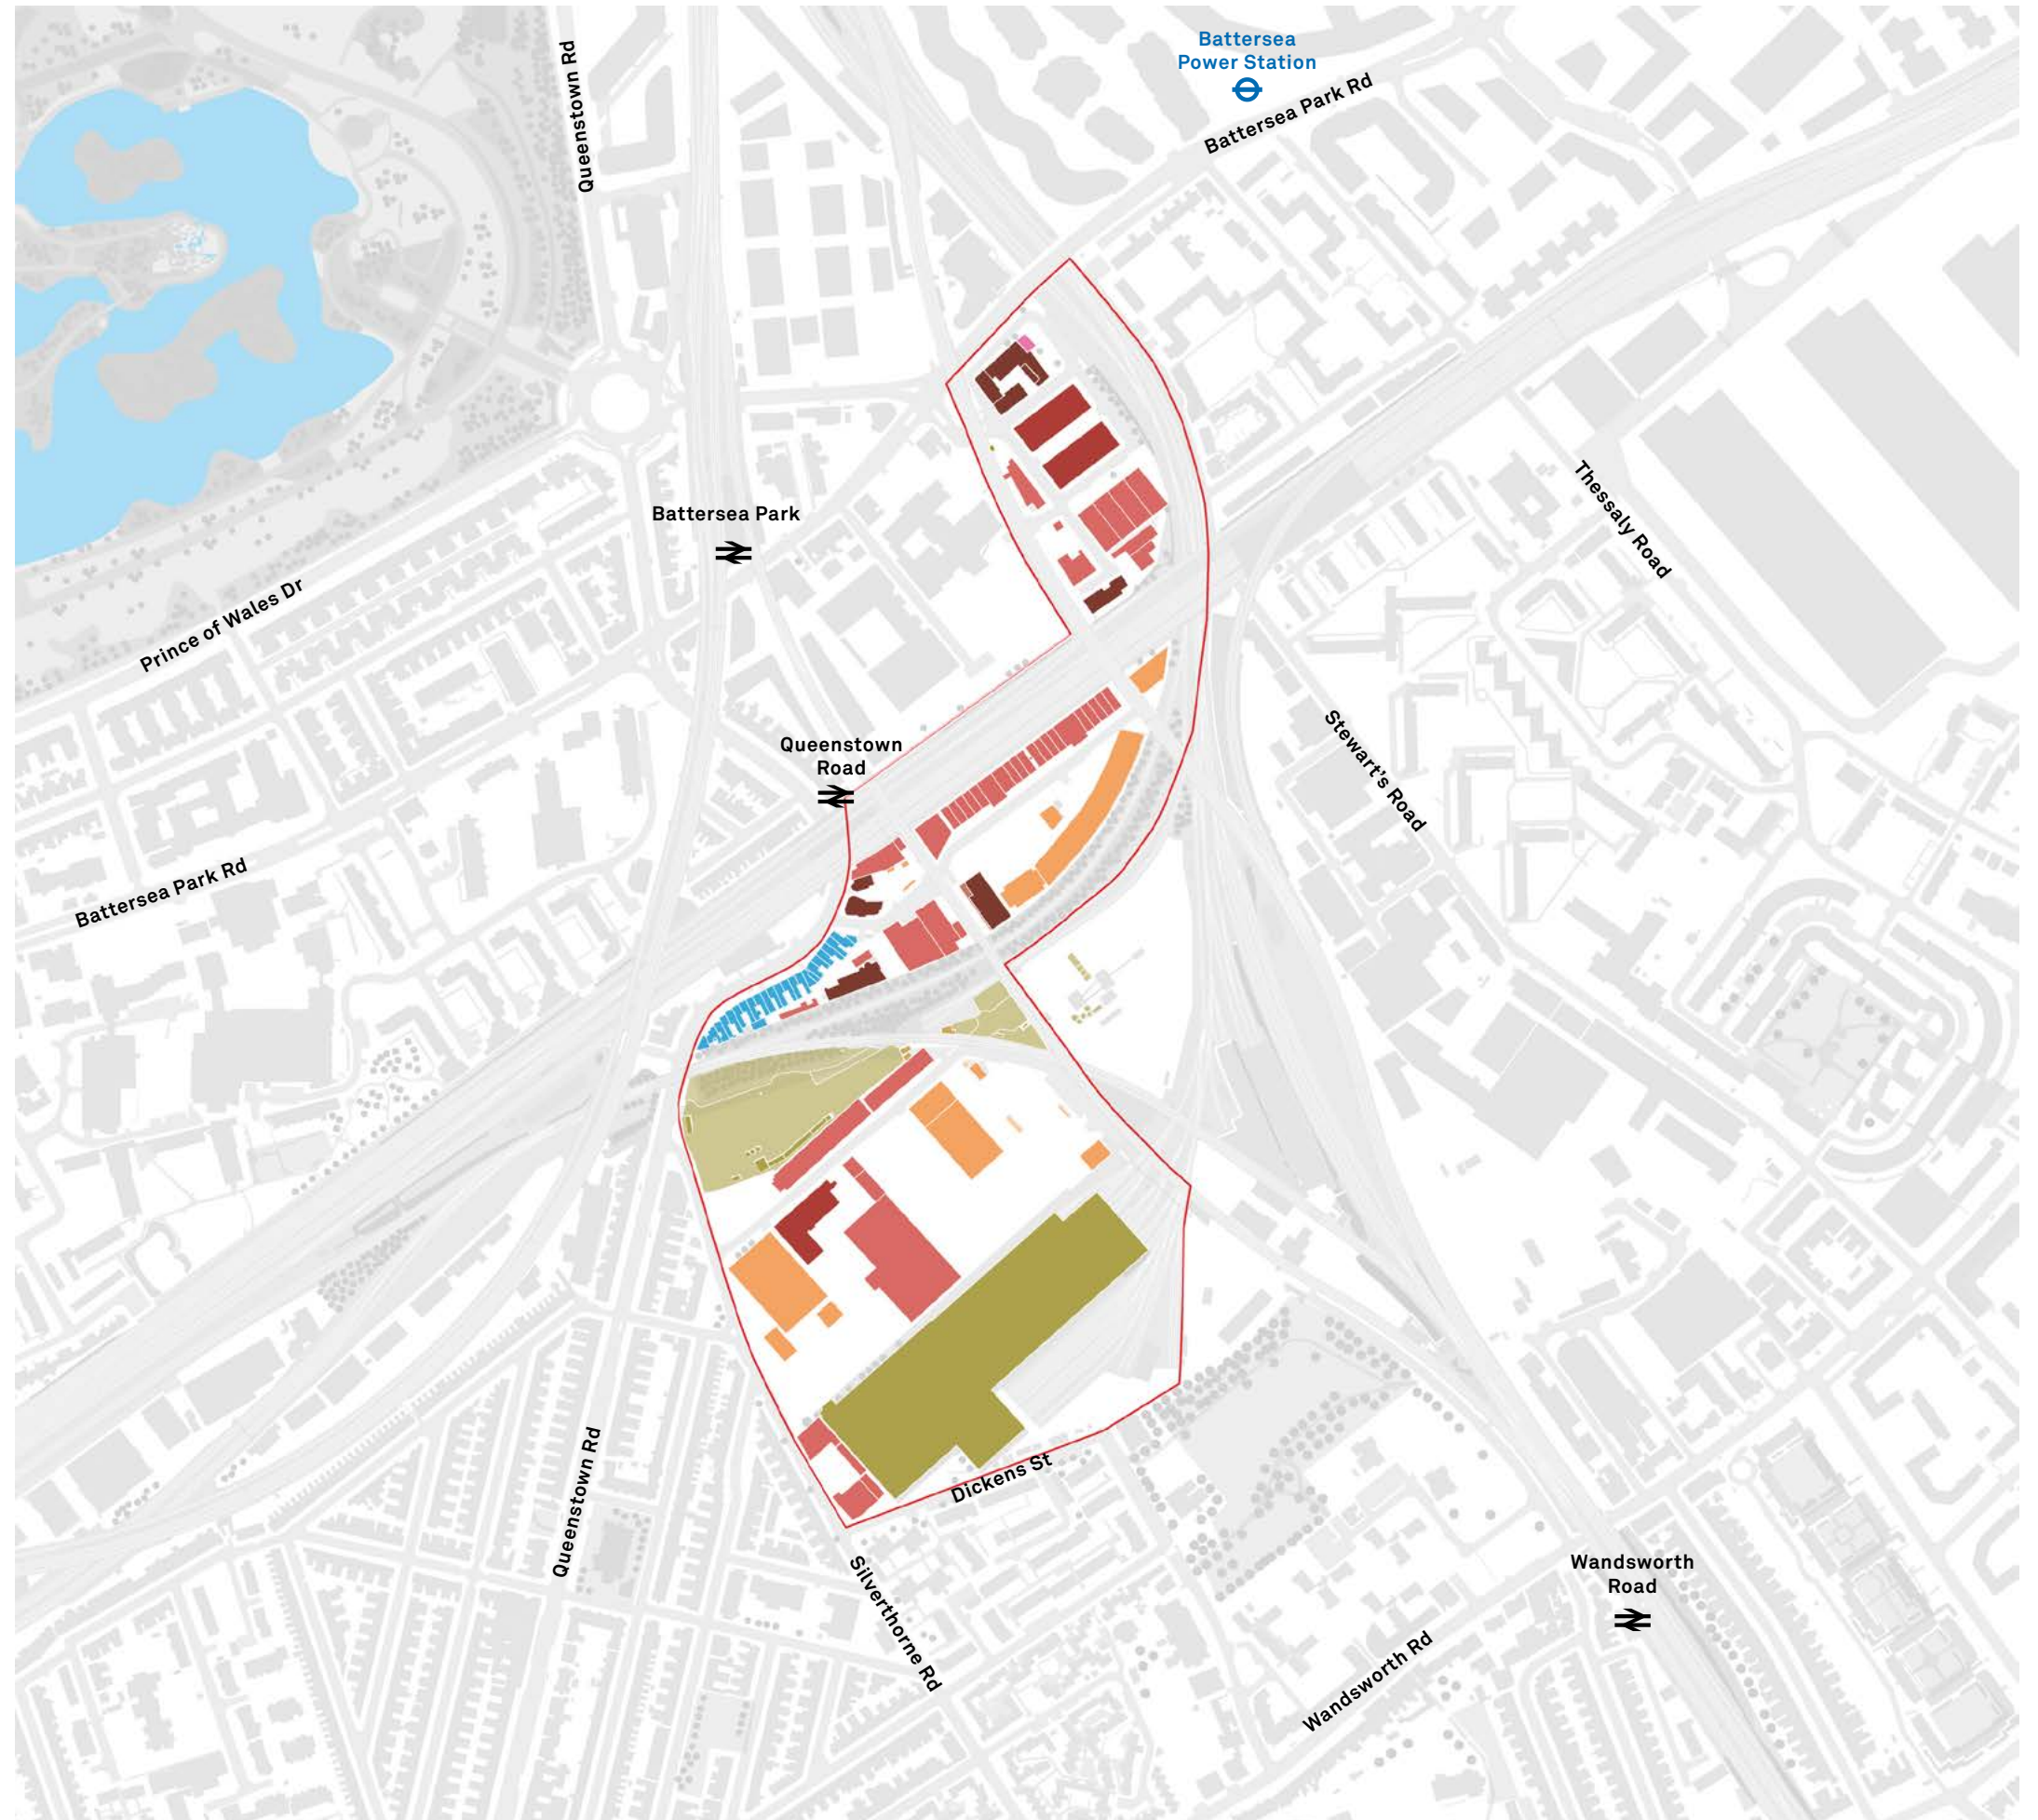 Queenstown Rd
Battersea
Power Station
Battersea Park Rd
Battersea Park
Thessaly Road
Prince of Wales Dr
Queenstown
Road
Stewart's Road
Battersea Park Rd
Queenstown Rd
Dickens St
Silverthorne Rd
Wandsworth
Road
Wandsworth Rd